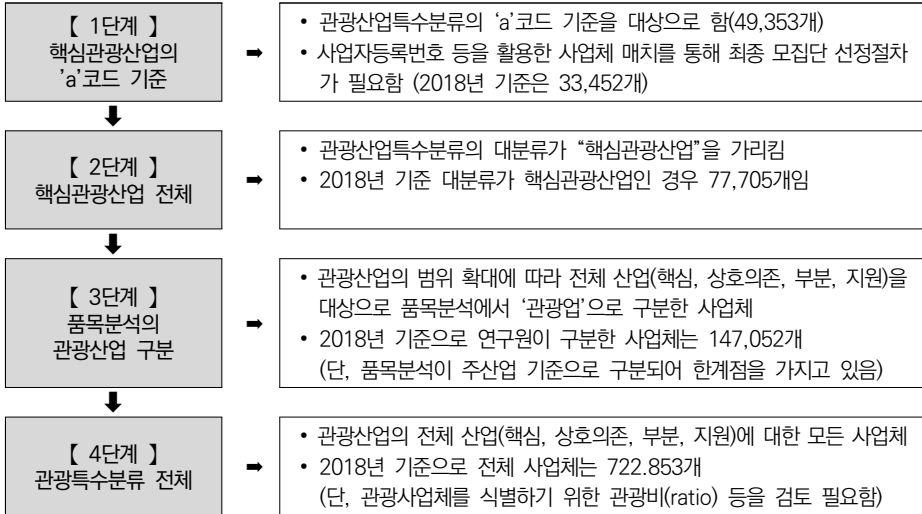 【 1단계 】
핵심관광산업의
'a'코드 기준
➡
• 관광산업특수분류의 ‘a’코드 기준을 대상으로 함(49,353개)
• 사업자등록번호 등을 활용한 사업체 매치를 통해 최종 모집단 선정절차
가 필요함 (2018년 기준은 33,452개)
⬇
【 2단계 】
핵심관광산업 전체
➡
• 관광산업특수분류의 대분류가 “핵심관광산업”을 가리킴
• 2018년 기준 대분류가 핵심관광산업인 경우 77,705개임
⬇
【 3단계 】
품목분석의
관광산업 구분
➡
• 관광산업의 범위 확대에 따라 전체 산업(핵심, 상호의존, 부분, 지원)을
대상으로 품목분석에서 ‘관광업’으로 구분한 사업체
• 2018년 기준으로 연구원이 구분한 사업체는 147,052개
(단, 품목분석이 주산업 기준으로 구분되어 한계점을 가지고 있음)
⬇
【 4단계 】
관광특수분류 전체
➡
• 관광산업의 전체 산업(핵심, 상호의존, 부분, 지원)에 대한 모든 사업체
• 2018년 기준으로 전체 사업체는 722.853개
(단, 관광사업체를 식별하기 위한 관광비(ratio) 등을 검토 필요함)